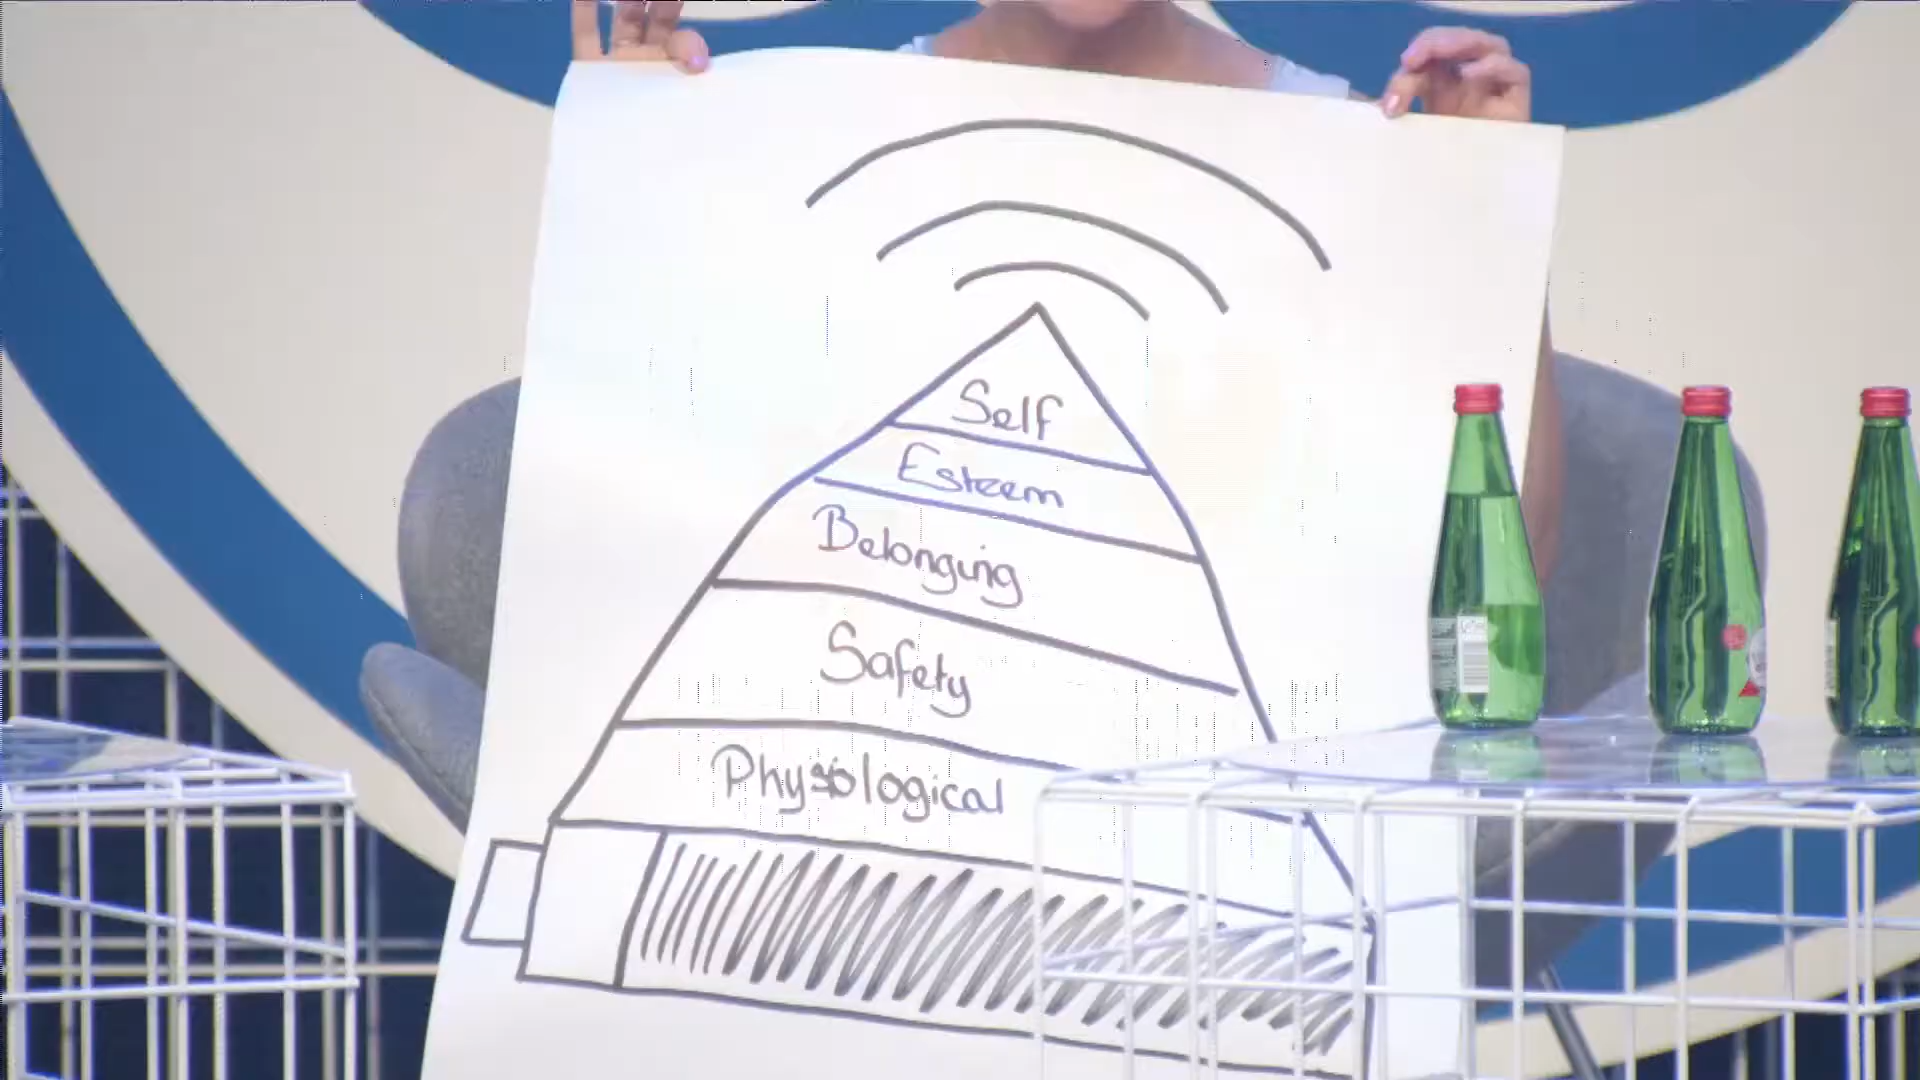 Self
Esteem
Belonging
Safety
Physiological